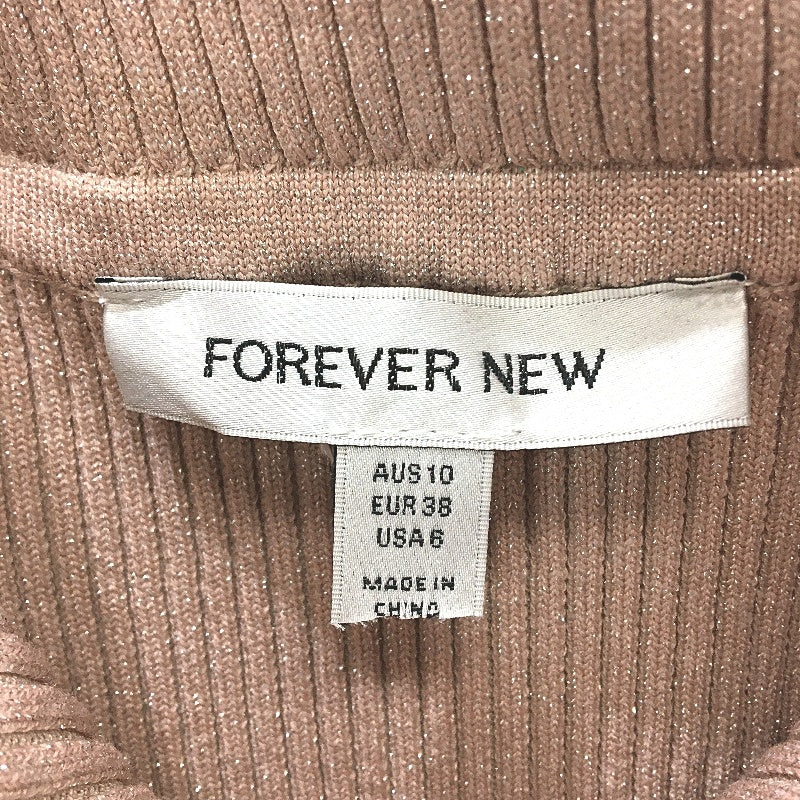 FOREVER NEW
AUS 10
EUR 38
USA 6
MADE IN
CHINA